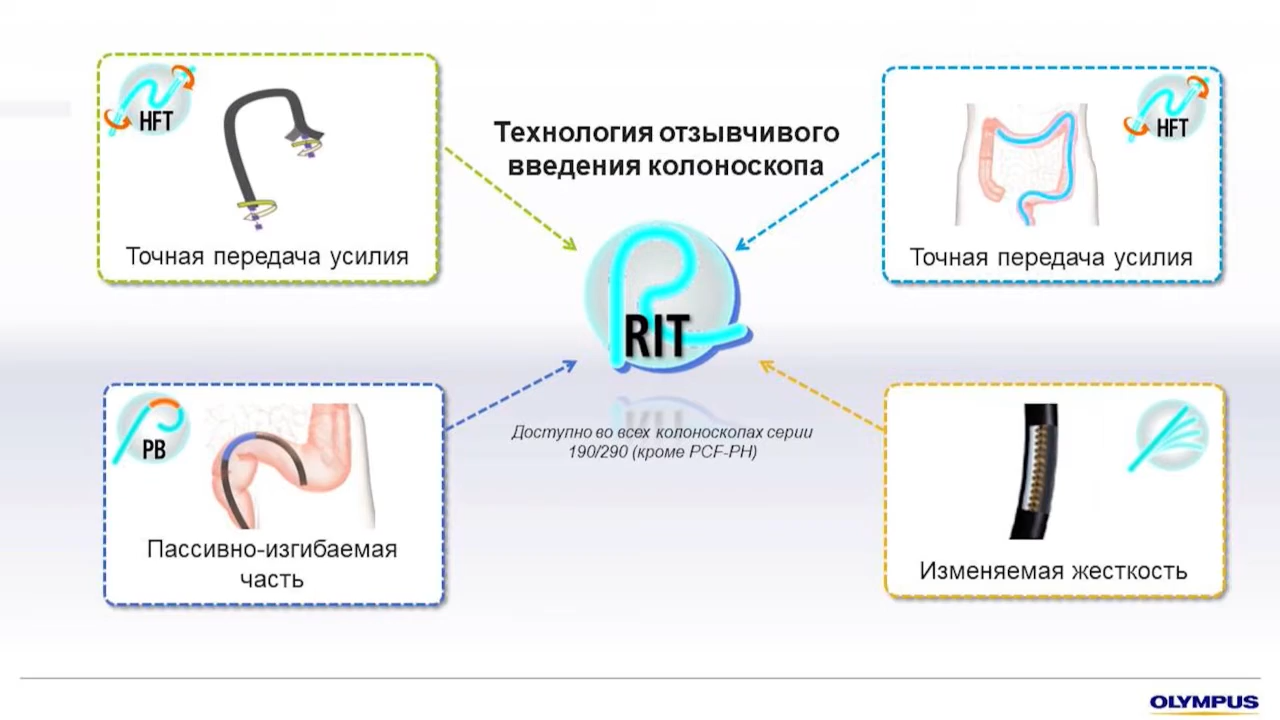 HFT
Точная передача усилия
Технология отзывчивого
введения колоноскопа
HFT
Точная передача усилия
RIT
PB
Пассивно-изгибаемая
часть
Доступно во всех колоноскопах серии
190/290 (кроме PCF-PH)
Изменяемая жесткость
OLYMPUS